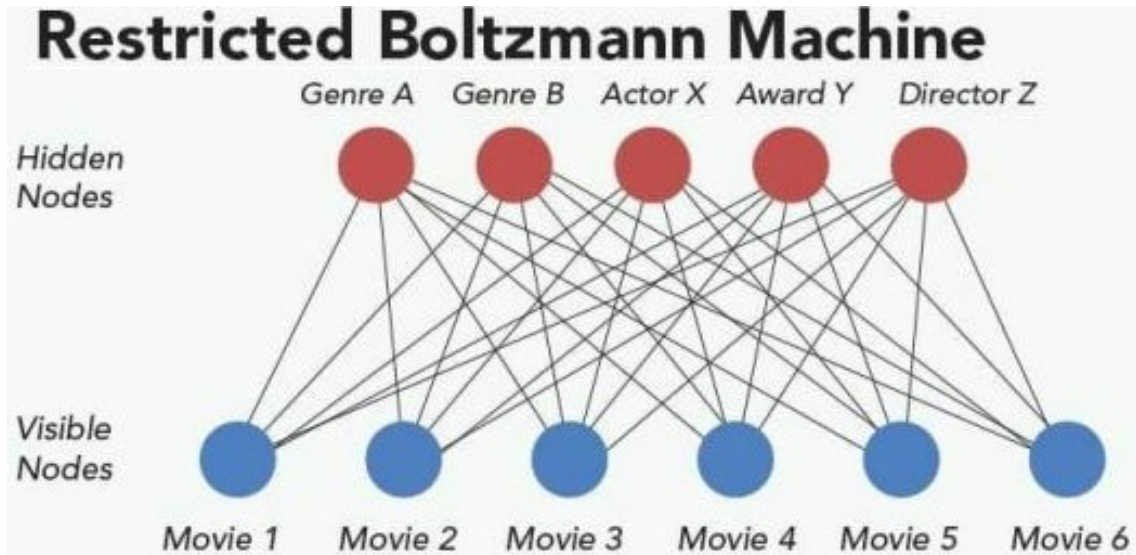 Restricted Boltzmann Machine
Genre A Genre B Actor X Award Y Director Z
Hidden
Nodes
Visible
Nodes
Movie 1 Movie 2 Movie 3 Movie 4 Movie 5 Movie 6